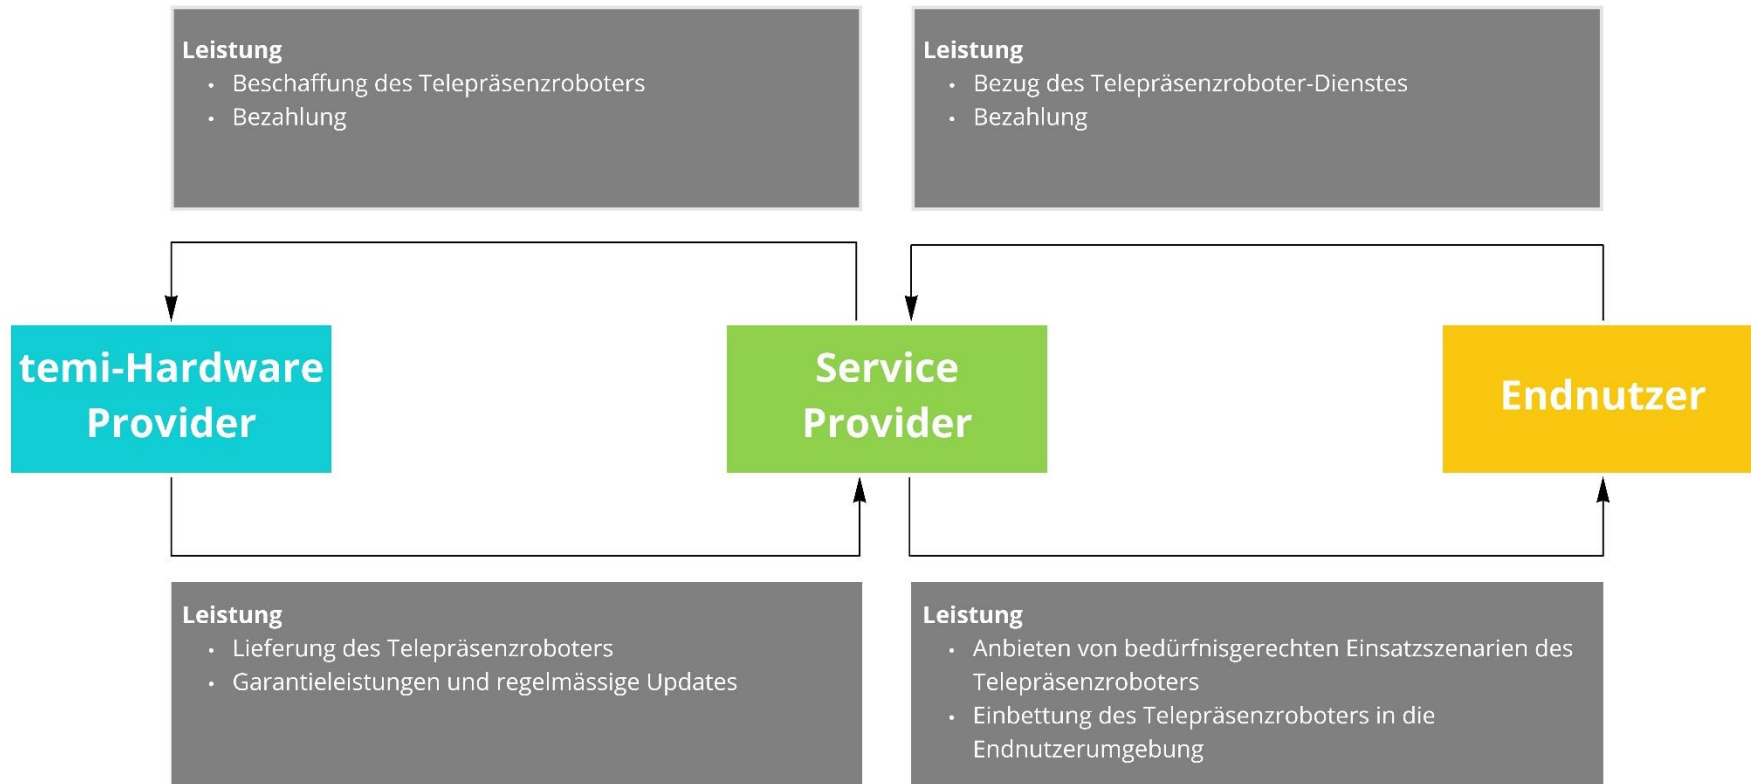 Leistung
• Beschaffung des Telepräsenzroboters
• Bezahlung
Leistung
• Bezug des Telepräsenzroboter-Dienstes
• Bezahlung
temi-Hardware
Provider
Service
Provider
Endnutzer
Leistung
• Lieferung des Telepräsenzroboters
• Garantieleistungen und regelmässige Updates
Leistung
• Anbieten von bedürfnisgerechten Einsatzszenarien des
Telepräsenzroboters
• Einbettung des Telepräsenzroboters in die
Endnutzerumgebung